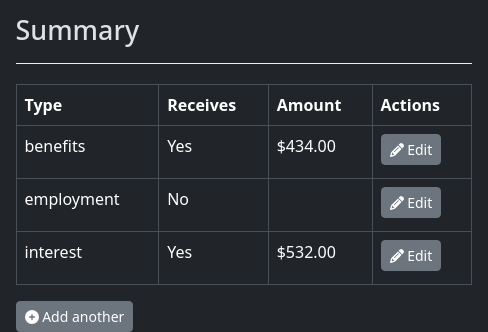 Summary
Type Receives Amount Actions
benefits Yes $434.00 Edit
employment No Edit
interest Yes $532.00 Edit
Add another